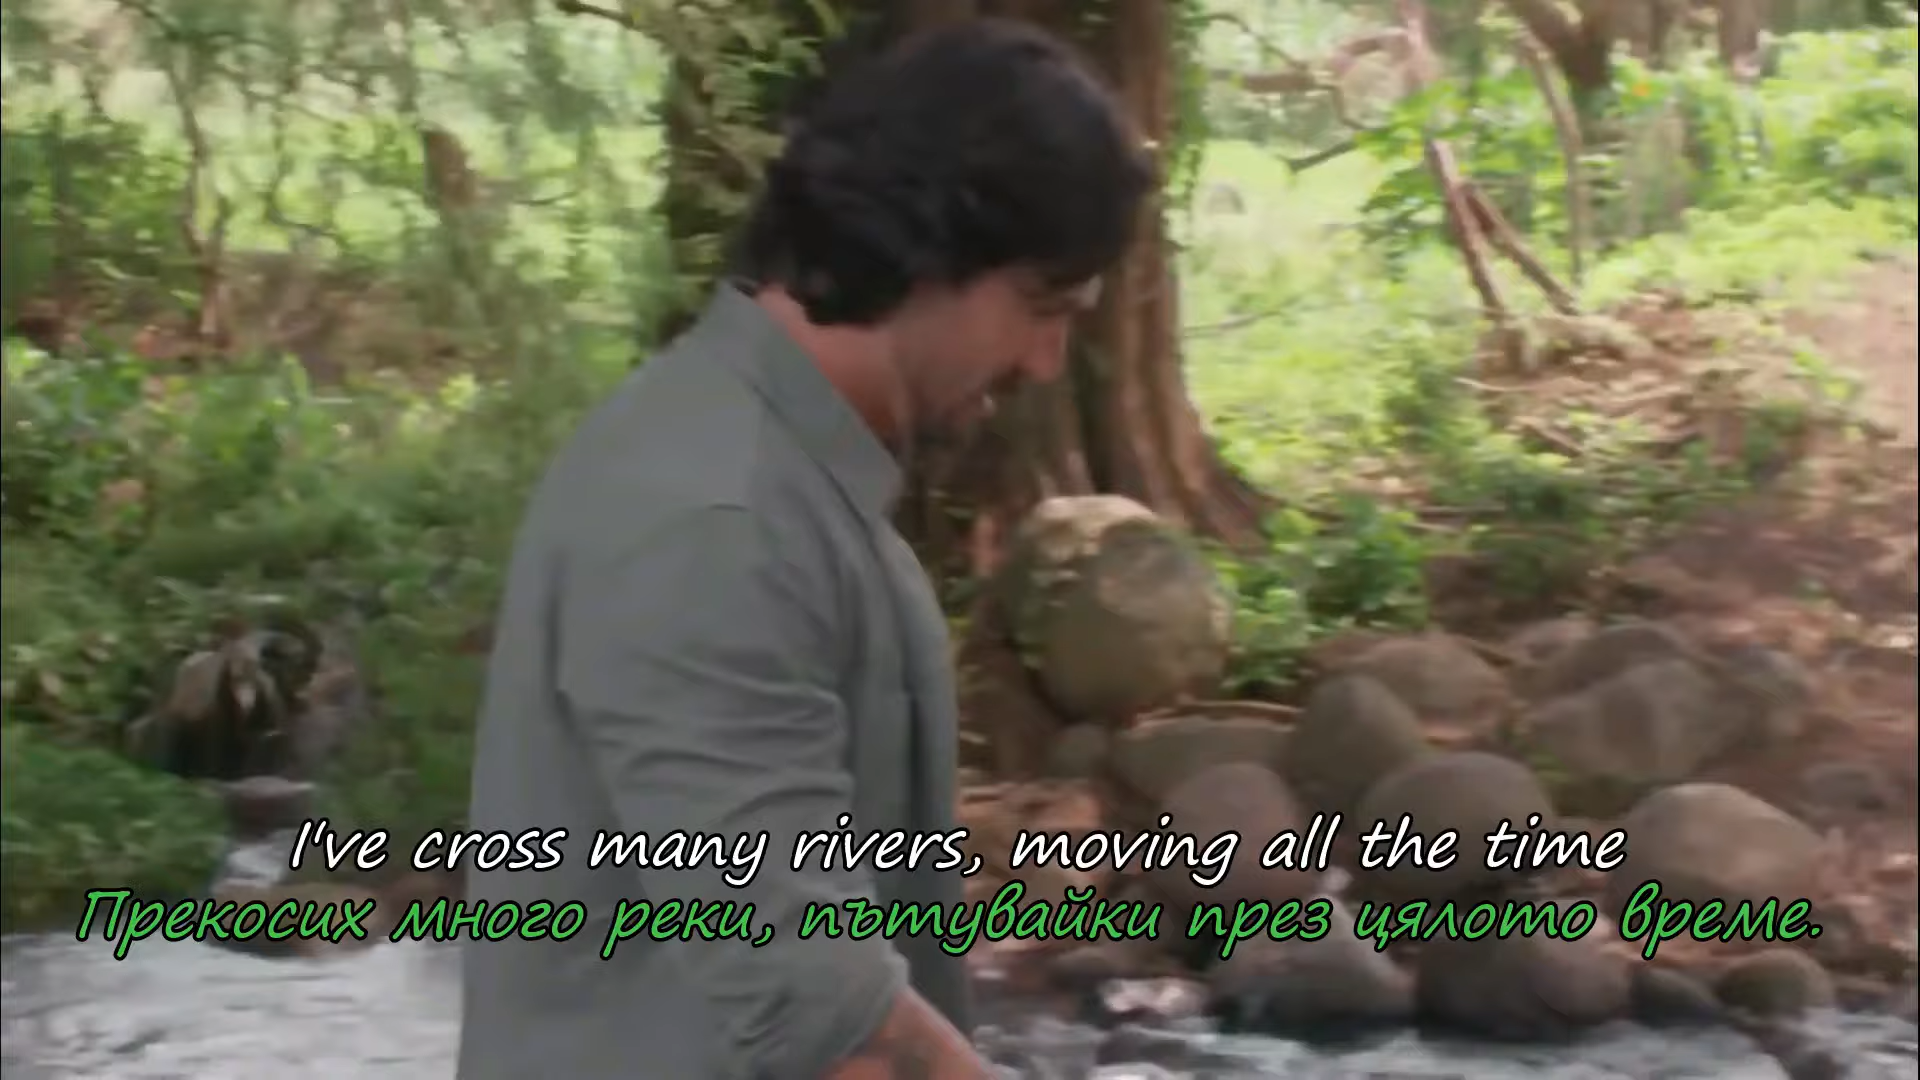 I've cross many rivers, moving all the time
Прекосих много реки, пътувайки през цялото време.